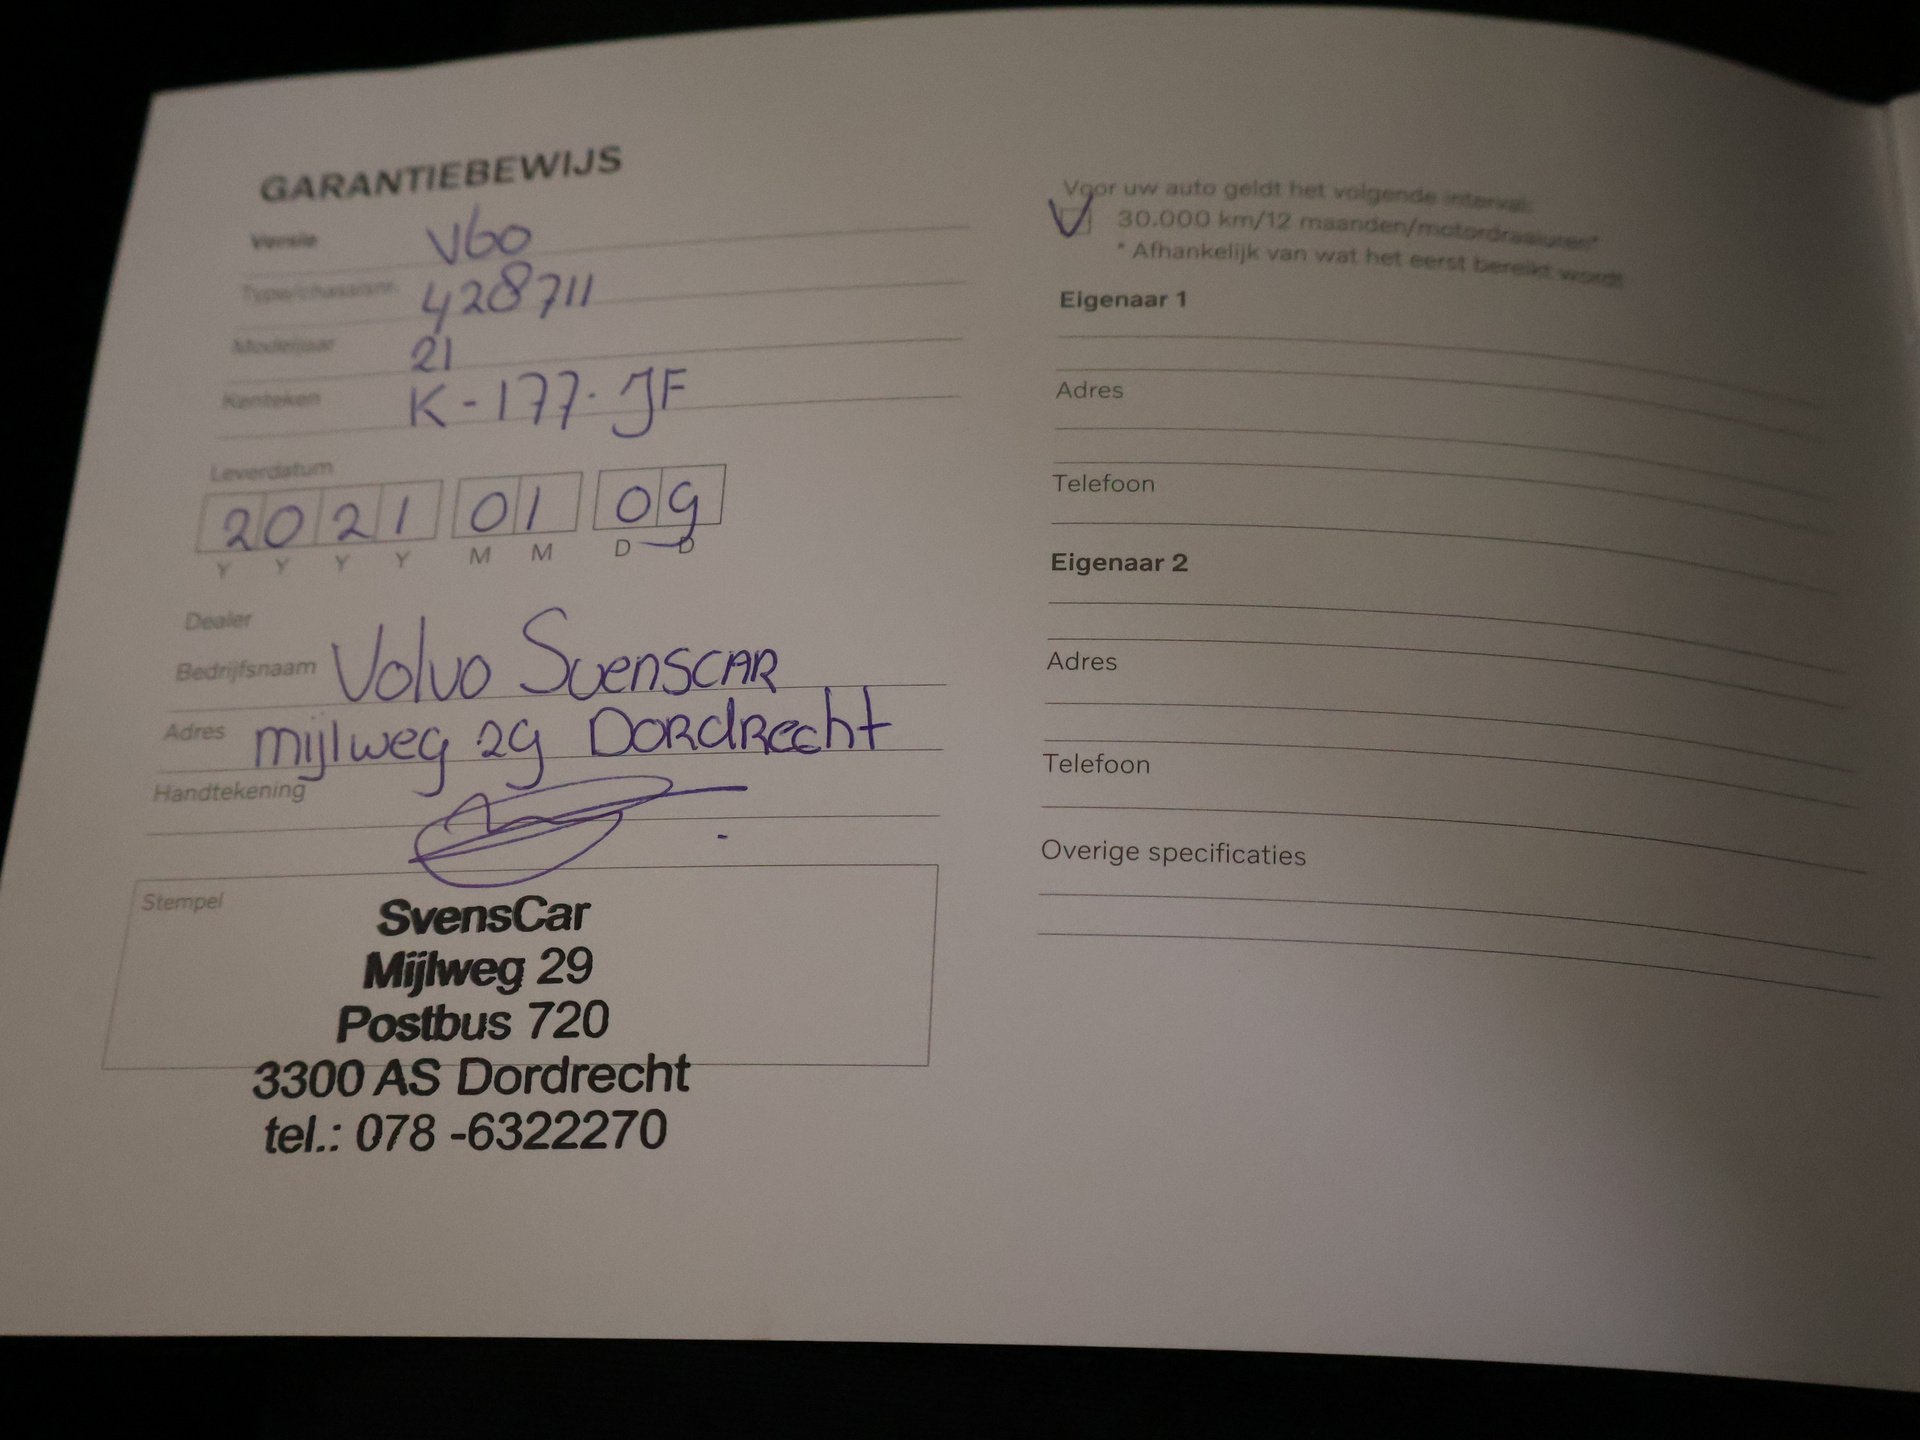 GARANTIEBEWIJS
Versie V60
Type/chassisnr. 428711
Modeljaar 21
Kenteken K-177-JF
Leverdatum
2021 01 09
Y Y Y Y M M D D
Dealer
Bedrijfsnaam Volvo SvensCAR
Adres mijlweg 29 DORdRecht
Handtekening
Stempel
SvensCar
Mijlweg 29
Postbus 720
3300 AS Dordrecht
tel.: 078 -6322270
Voor uw auto geldt het volgende interval:
30.000 km/12 maanden/motordraaiuren*
* Afhankelijk van wat het eerst bereikt wordt
Eigenaar 1
Adres
Telefoon
Eigenaar 2
Adres
Telefoon
Overige specificaties